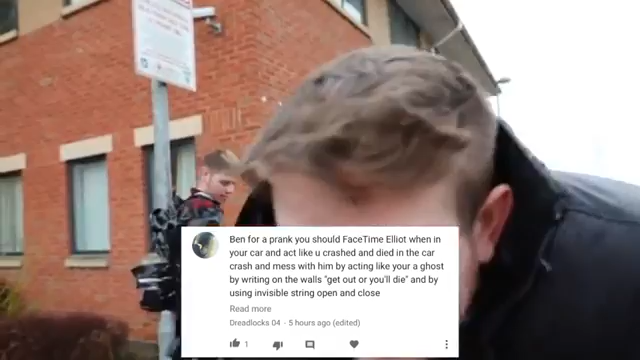 Ben for a prank you should FaceTime Elliot when in
your car and act like u crashed and died in the car
crash and mess with him by acting like your a ghost
by writing on the walls "get out or you'll die" and by
using invisible string open and close
Read more
Dreadlocks 04 · 5 hours ago (edited)
1